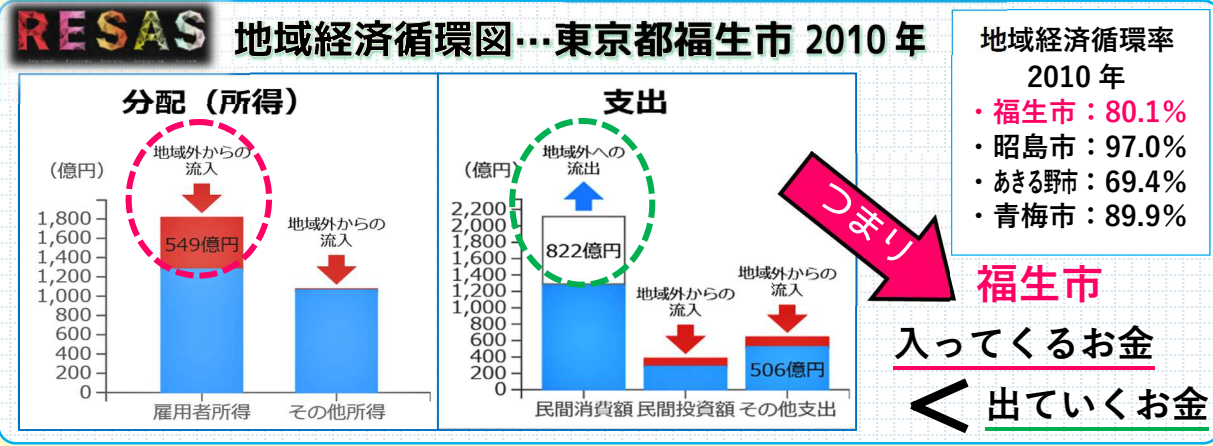 RESAS
地域経済循環図…東京都福生市 2010 年
分配（所得）
地域外からの
流入
(億円)
1,800
1,600
1,400
1,200
1,000
800
600
400
200
0
549億円
地域外からの
流入
雇用者所得
その他所得
支出
地域外への
流出
(億円)
2,200
2,000
1,800
1,600
1,400
1,200
1,000
800
600
400
200
0
822億円
地域外からの
流入
地域外からの
流入
506億円
民間消費額
民間投資額
その他支出
地域経済循環率
2010 年
・福生市：80.1%
・昭島市：97.0%
・あきる野市：69.4%
・青梅市：89.9%
つまり
福生市
入ってくるお金
< 出ていくお金